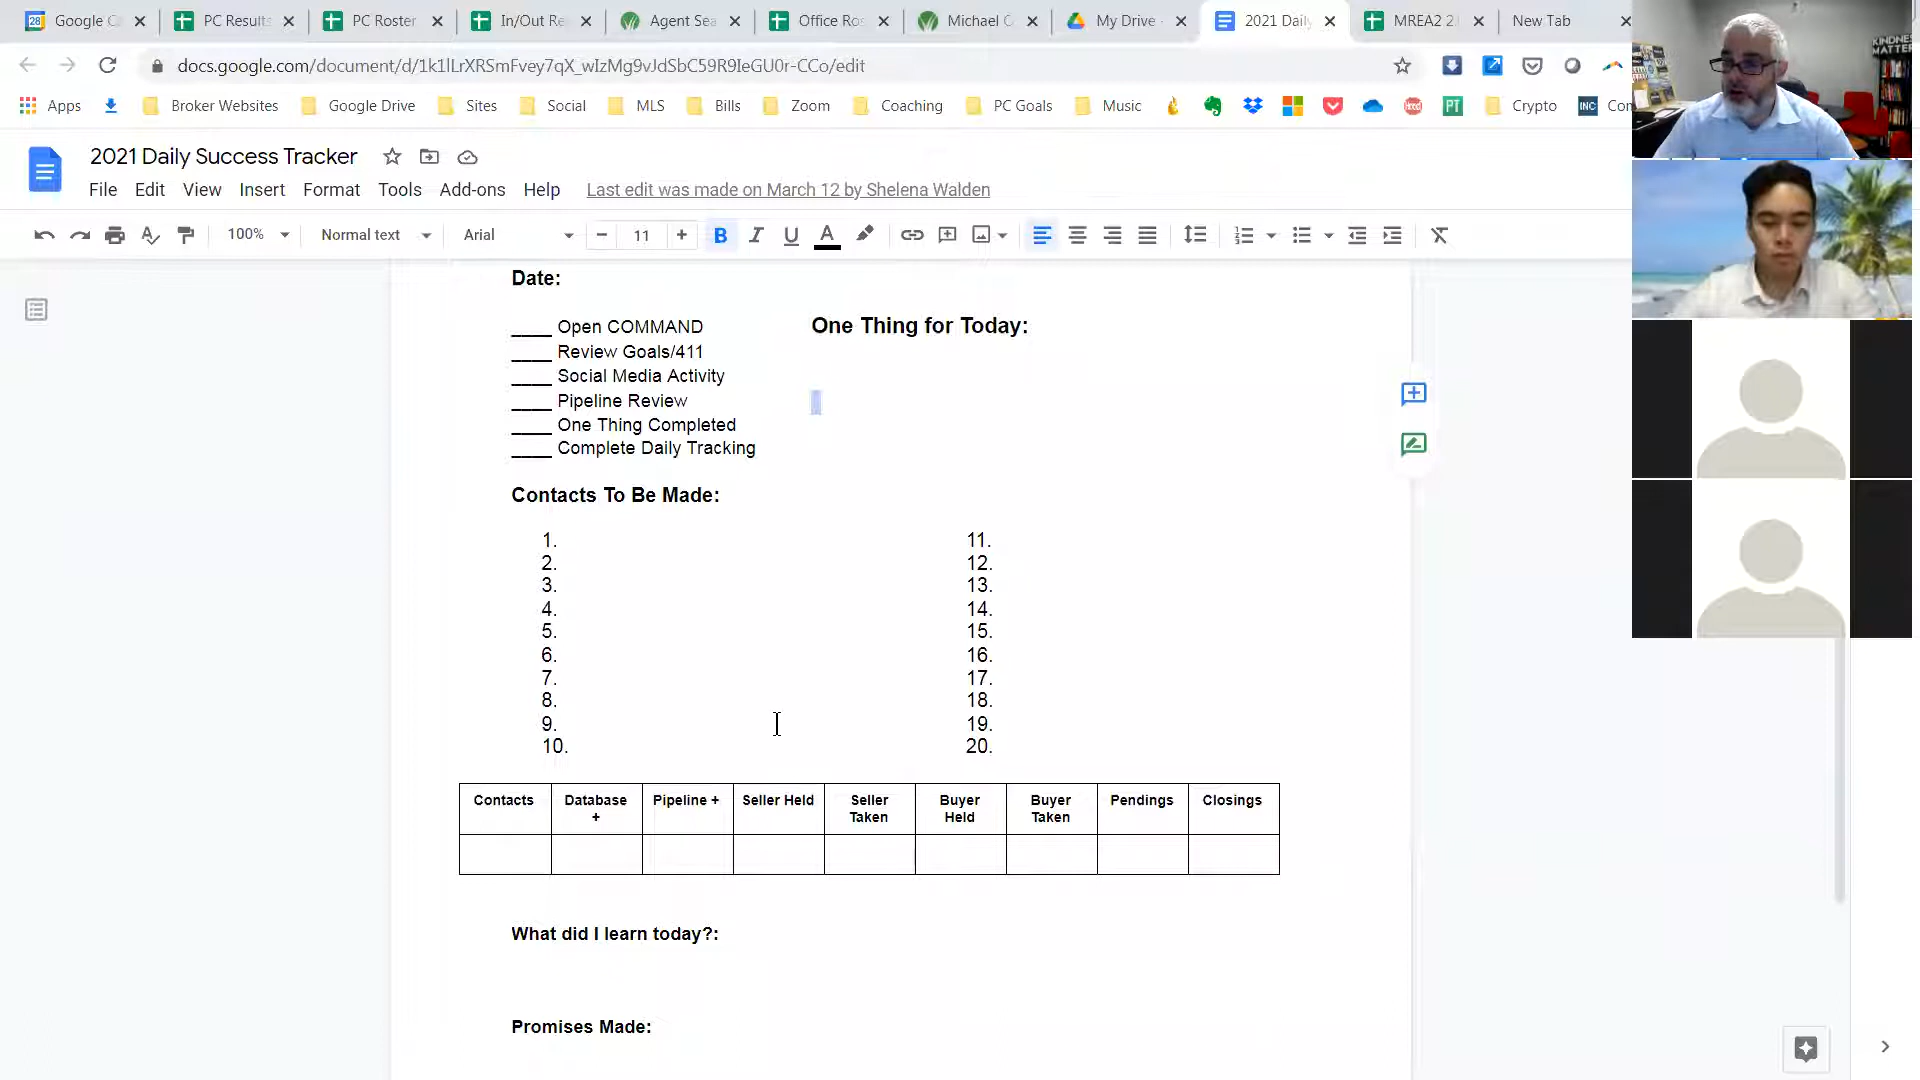 Google C PC Results PC Roster In/Out Re Agent Sea Office Ros Michael C My Drive - 2021 Daily MREA2 2 New Tab
docs.google.com/document/d/1k1lLrXRSmFvey7qX_wIzMg9vJdSbC59R9IeGU0r-CCo/edit
Apps Broker Websites Google Drive Sites Social MLS Bills Zoom Coaching PC Goals Music PT Crypto INC Con
KINDNESS
MATTER
2021 Daily Success Tracker
File Edit View Insert Format Tools Add-ons Help Last edit was made on March 12 by Shelena Walden
100% Normal text Arial 11 B I U A
Date:
____ Open COMMAND
One Thing for Today:
____ Review Goals/411
____ Social Media Activity
____ Pipeline Review
____ One Thing Completed
____ Complete Daily Tracking
Contacts To Be Made:
1. 11.
2. 12.
3. 13.
4. 14.
5. 15.
6. 16.
7. 17.
8. 18.
9. 19.
10. 20.
Contacts Database + Pipeline + Seller Held Seller Taken Buyer Held Buyer Taken Pendings Closings
What did I learn today?:
Promises Made: